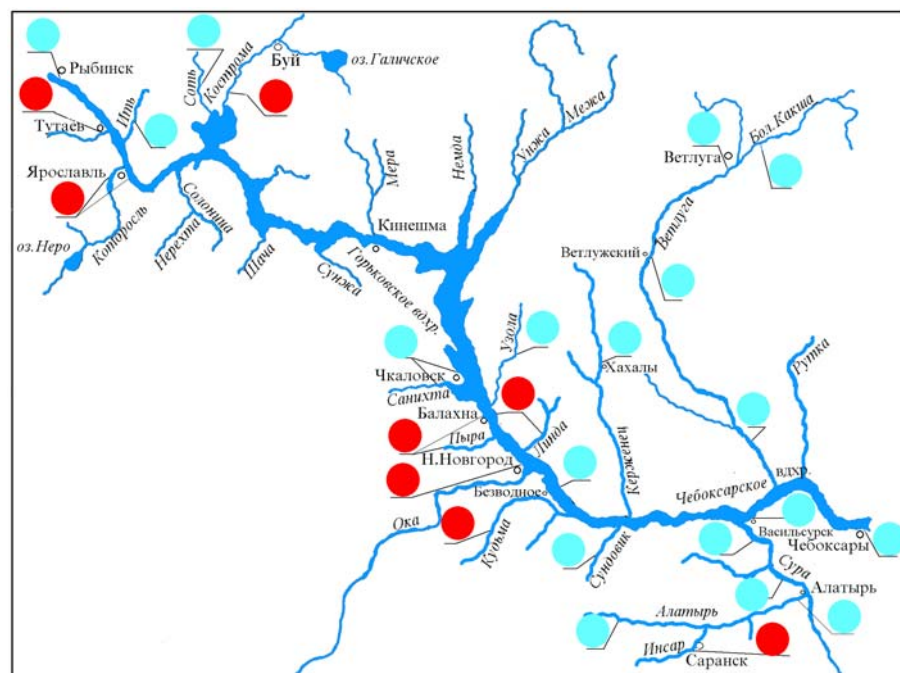 Рыбинск
Тутаев
Ить
Соть
Кострома
Буй
оз.Галичское
Ярославль
оз.Неро
Которосль
Солоница
Нерехта
Шача
Сунжа
Мера
Кинешма
Немда
Унжа
Межа
Горьковское вдхр.
Ветлуга
Бол.Какша
Ветлуга
Ветлужский
Чкаловск
Санихта
Узола
Хахалы
Рутка
Балахна
Пыра
Линда
Н.Новгород
Безводное
Керженец
Ока
Кудьма
Сундовик
Чебоксарское
вдхр.
Васильсурск
Чебоксары
Сура
Алатырь
Алатырь
Инсар
Саранск